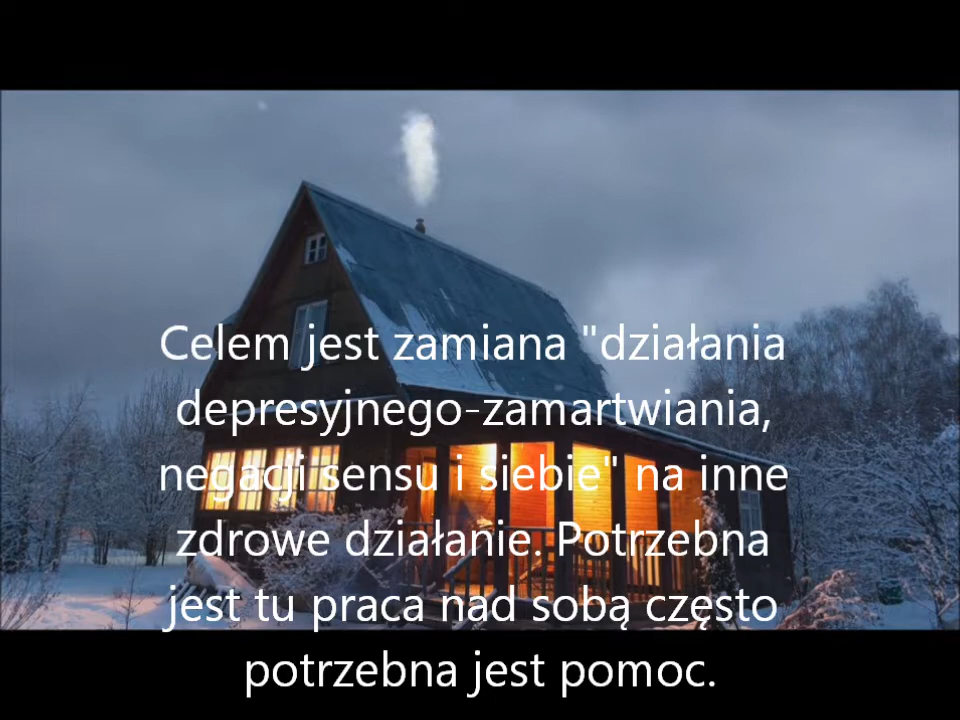 Celem jest zamiana "działania
depresyjnego-zamartwiania,
negacji sensu i siebie" na inne
zdrowe działanie. Potrzebna
jest tu praca nad sobą często
potrzebna jest pomoc.